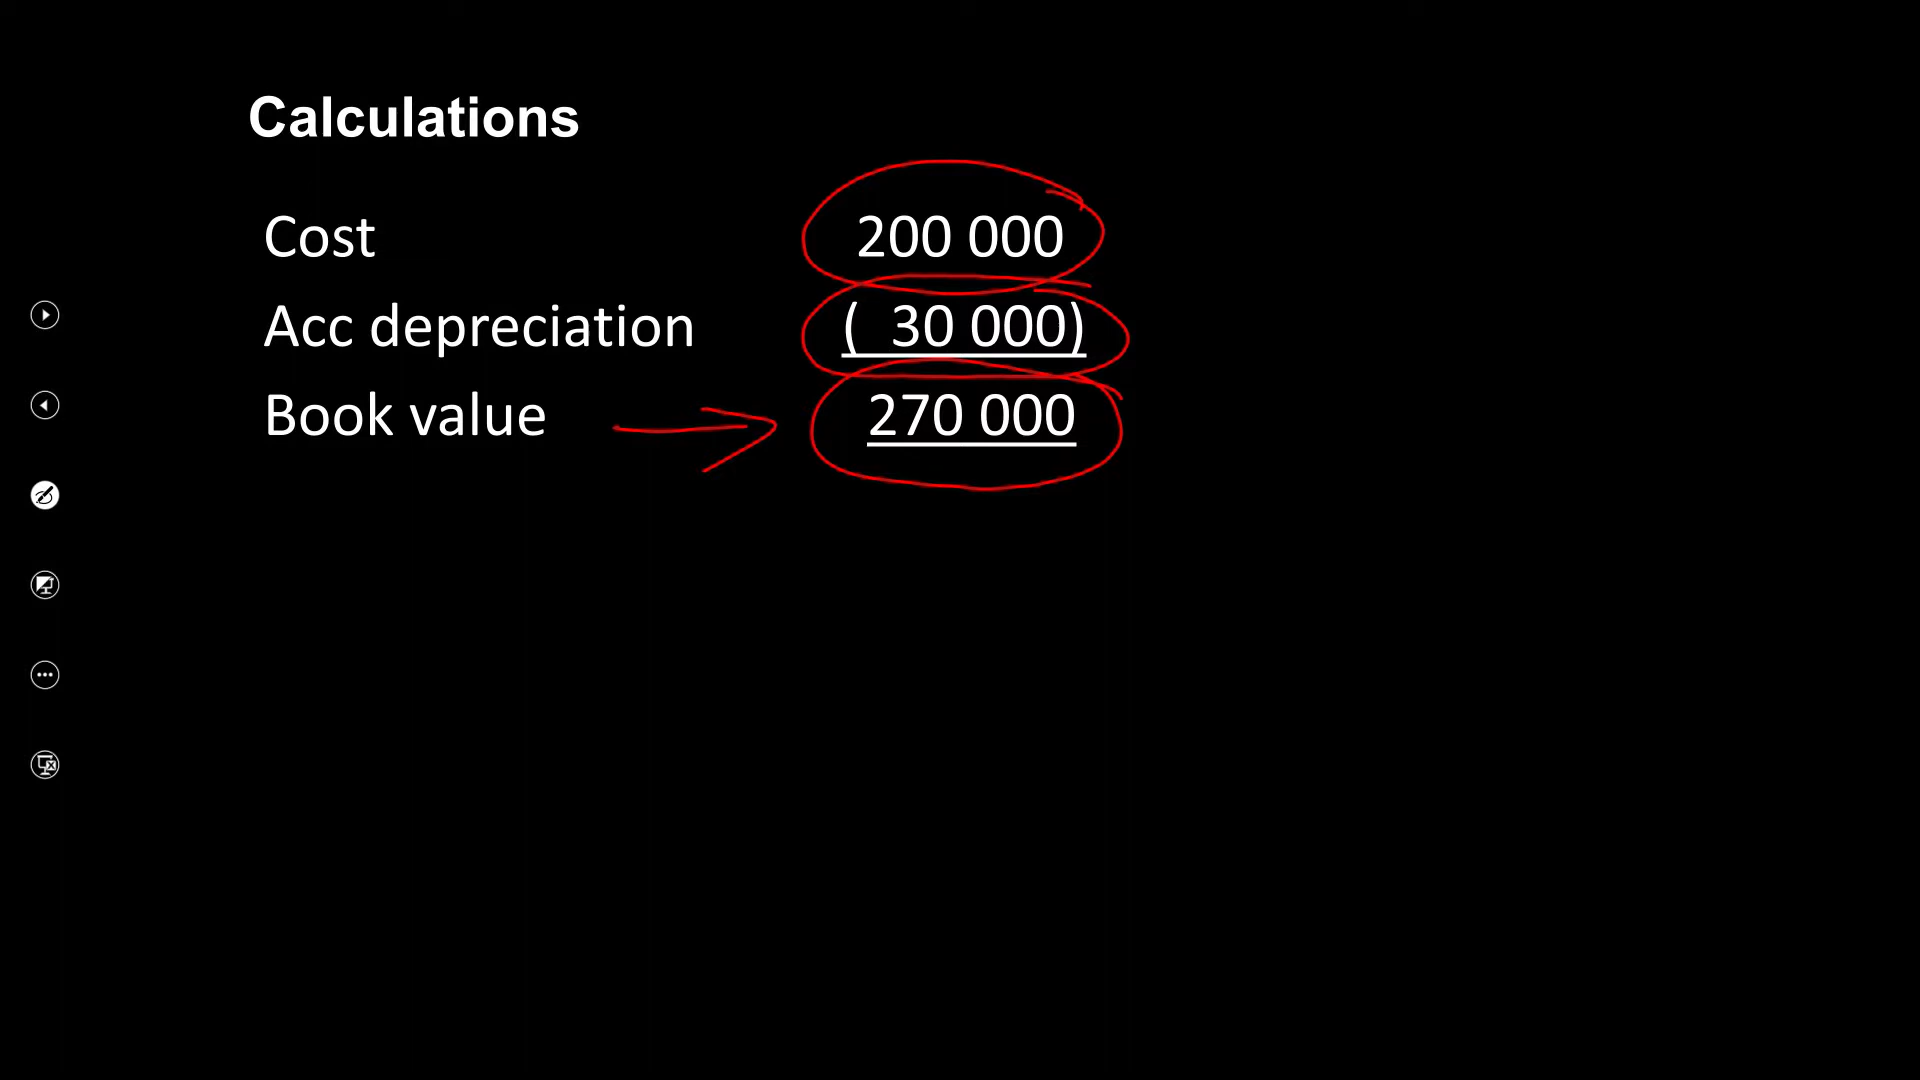 Calculations
Cost 200 000
Acc depreciation ( 30 000)
Book value 270 000